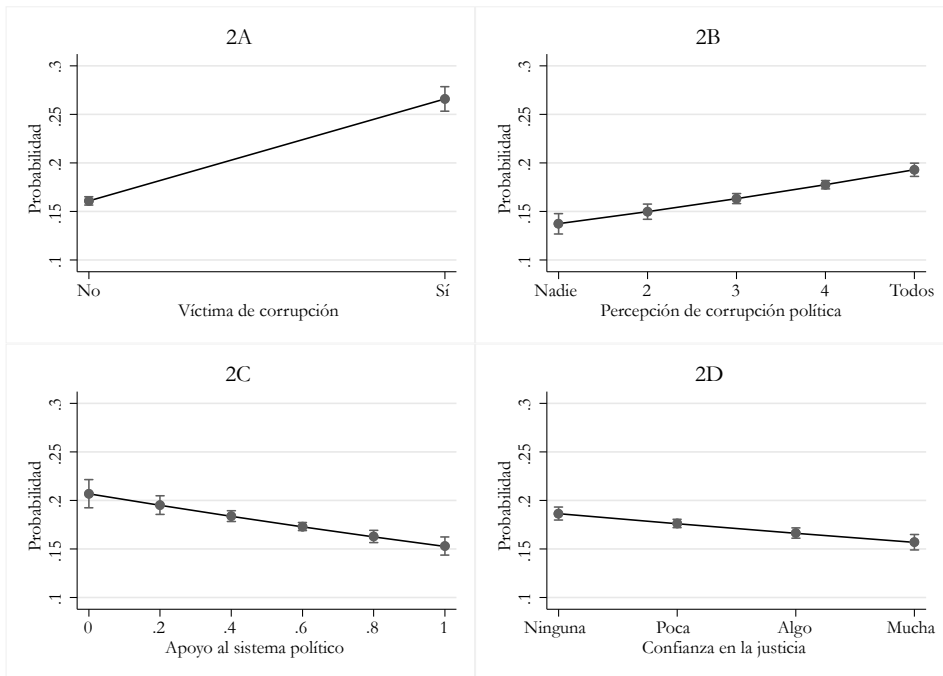 2A
Probabilidad
.3
.25
.2
.15
.1
No
Sí
Víctima de corrupción
2B
Probabilidad
.3
.25
.2
.15
.1
Nadie
2
3
4
Todos
Percepción de corrupción política
2C
Probabilidad
.3
.25
.2
.15
.1
0
.2
.4
.6
.8
1
Apoyo al sistema político
2D
Probabilidad
.3
.25
.2
.15
.1
Ninguna
Poca
Algo
Mucha
Confianza en la justicia